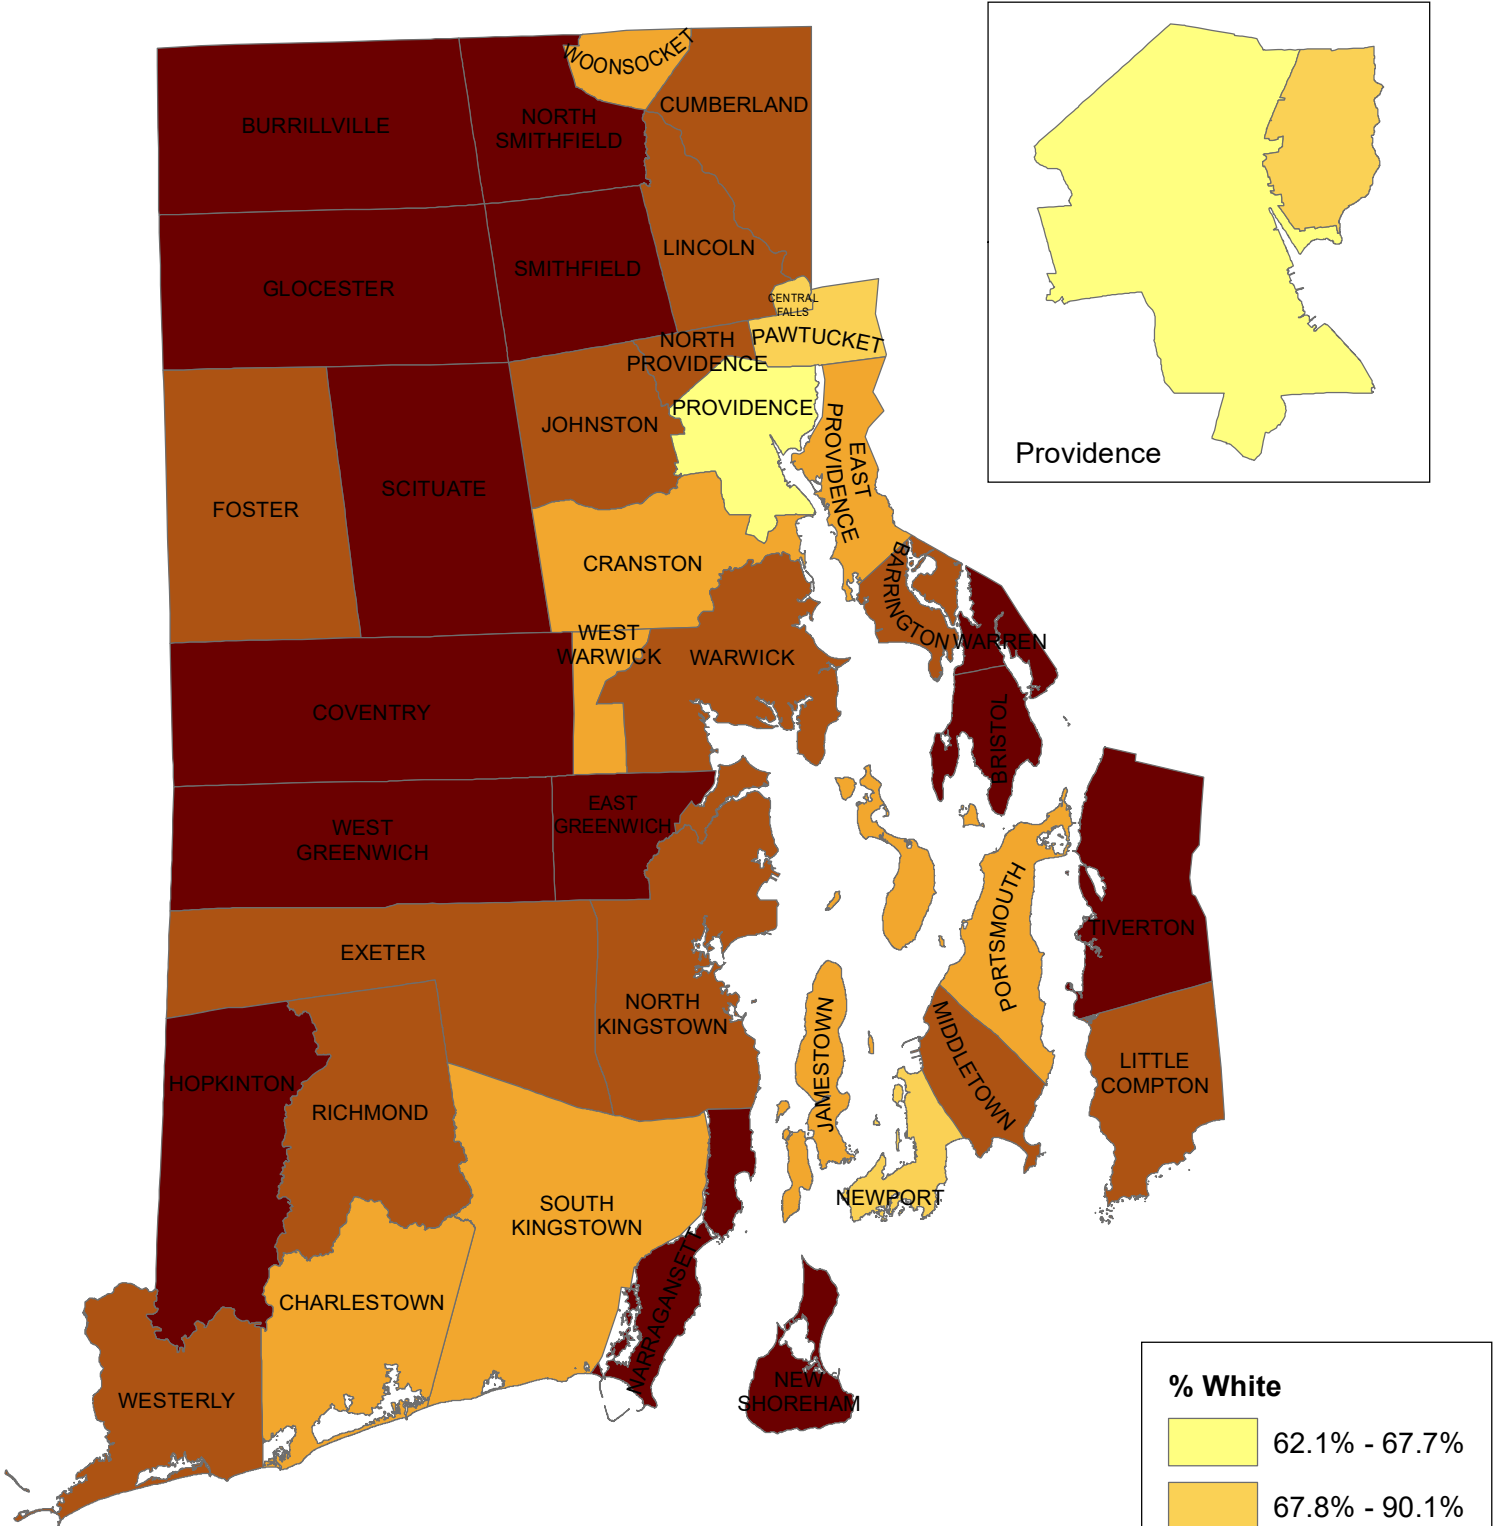 WOONSOCKET
CUMBERLAND
BURRILLVILLE
NORTH
SMITHFIELD
LINCOLN
SMITHFIELD
GLOCESTER
CENTRAL
FALLS
PAWTUCKET
NORTH
PROVIDENCE
PROVIDENCE
JOHNSTON
EAST
PROVIDENCE
SCITUATE
FOSTER
CRANSTON
BARRINGTON
WARREN
WEST
WARWICK
WARWICK
COVENTRY
BRISTOL
EAST
GREENWICH
WEST
GREENWICH
PORTSMOUTH
TIVERTON
EXETER
NORTH
KINGSTOWN
JAMESTOWN
MIDDLETOWN
LITTLE
COMPTON
HOPKINTON
RICHMOND
NEWPORT
SOUTH
KINGSTOWN
NARRAGANSETT
CHARLESTOWN
WESTERLY
NEW
SHOREHAM
Providence
% White
62.1% - 67.7%
67.8% - 90.1%